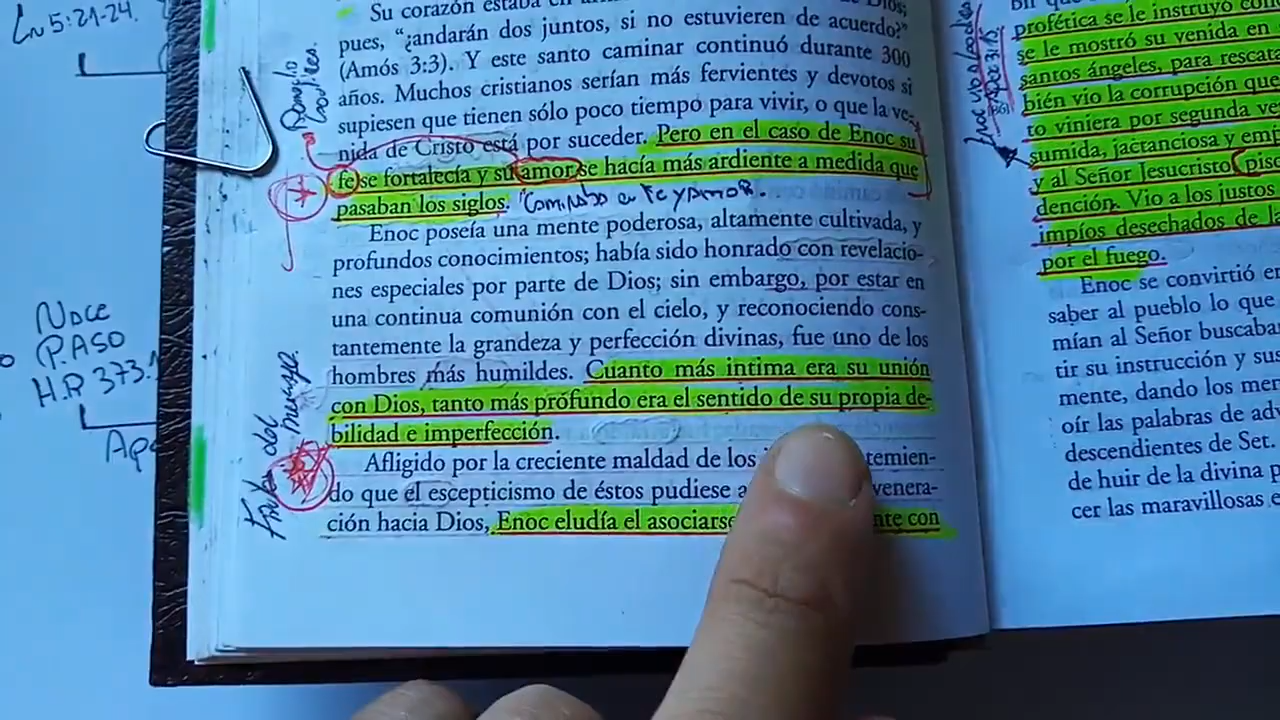 Ln 5:21-24.
NOCE
P. ASO
H.R 373.1
Su corazón estaba en
Dios;
pues, “¿andarán dos juntos, si no estuvieren de acuerdo?”
(Amós 3:3). Y este santo caminar continuó durante 300
años. Muchos cristianos serían más fervientes y devotos si
supiesen que tienen sólo poco tiempo para vivir, o que la ve-
nida de Cristo está por suceder. Pero en el caso de Enoc su
fe se fortalecía y su amor se hacía más ardiente a medida que
pasaban los siglos.
Enoc poseía una mente poderosa, altamente cultivada, y
profundos conocimientos; había sido honrado con revelacio-
nes especiales por parte de Dios; sin embargo, por estar en
una continua comunión con el cielo, y reconociendo cons-
tantemente la grandeza y perfección divinas, fue uno de los
hombres más humildes. Cuanto más íntima era su unión
con Dios, tanto más profundo era el sentido de su propia de-
bilidad e imperfección.
Afligido por la creciente maldad de los
temien-
do que el escepticismo de éstos pudiese
venera-
ción hacia Dios, Enoc eludía el asociarse
con
profética se le instruyó
se le mostró su venida en
santos ángeles, para rescata
bién vio la corrupción que
to viniera por segunda ve
sumida, jactanciosa y em
y al Señor Jesucristo piso
dención. Vio a los justos
impíos desechados de la
por el fuego.
Enoc se convirtió e
saber al pueblo lo que
mían al Señor buscaba
tir su instrucción y sus
mente, dando los men
oír las palabras de ad
descendientes de Set.
de huir de la divina p
cer las maravillosas